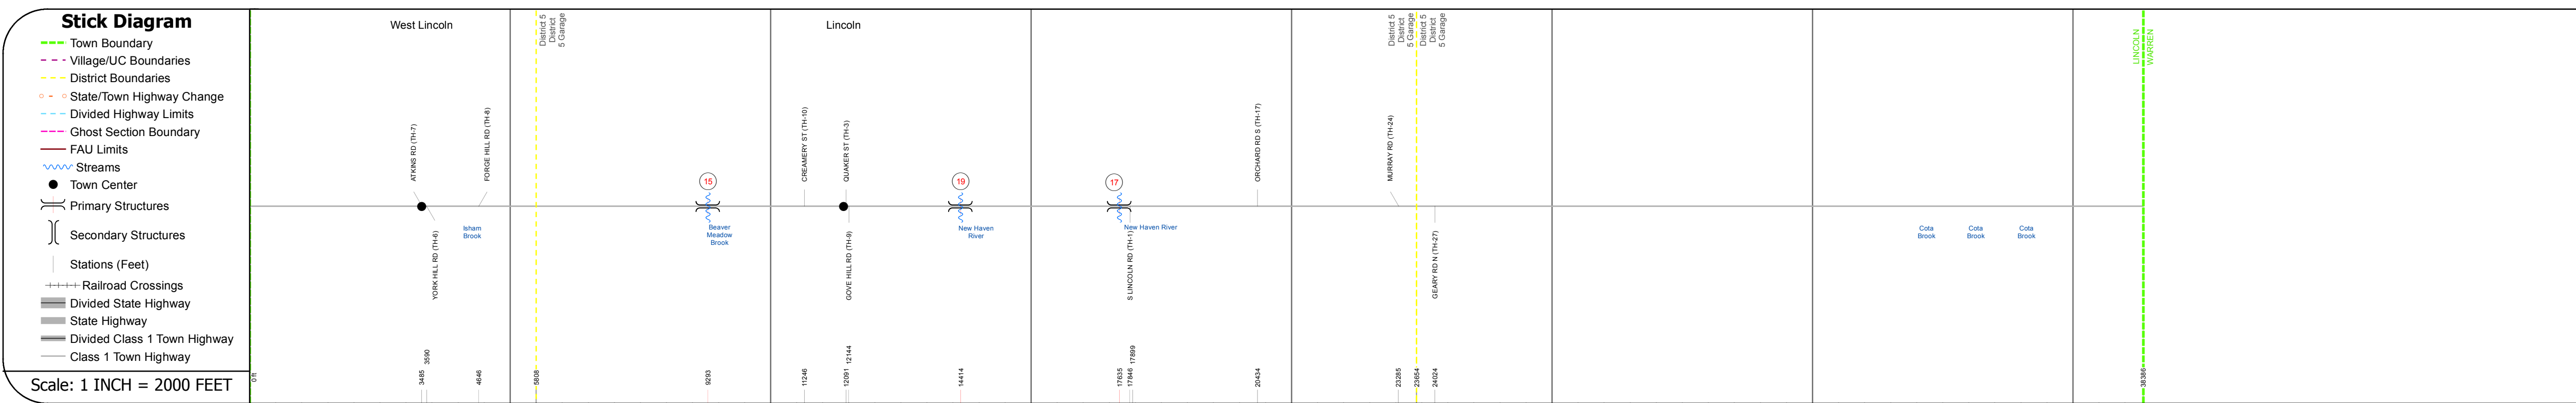 Stick Diagram
Town Boundary
Village/UC Boundaries
District Boundaries
State/Town Highway Change
Divided Highway Limits
Ghost Section Boundary
FAU Limits
Streams
Town Center
Primary Structures
Secondary Structures
Stations (Feet)
Railroad Crossings
Divided State Highway
State Highway
Divided Class 1 Town Highway
Class 1 Town Highway
Scale: 1 INCH = 2000 FEET
West Lincoln
Lincoln
District 5
District
5 Garage
District 5
District
5 Garage
District 5
District
5 Garage
LINCOLN
WARREN
ATKINS RD (TH-7)
FORGE HILL RD (TH-8)
CREAMERY ST (TH-10)
QUAKER ST (TH-3)
ORCHARD RD S (TH-17)
MURRAY RD (TH-24)
15
19
17
YORK HILL RD (TH-6)
Isham
Brook
Beaver
Meadow
Brook
GOVE HILL RD (TH-9)
New Haven
River
New Haven River
S LINCOLN RD (TH-1)
GEARY RD N (TH-27)
Cota
Brook
Cota
Brook
Cota
Brook
0 ft
3485
3590
4646
5808
9293
11246
12091
12144
14414
17635
17846
17899
20434
23285
23654
24024
38386